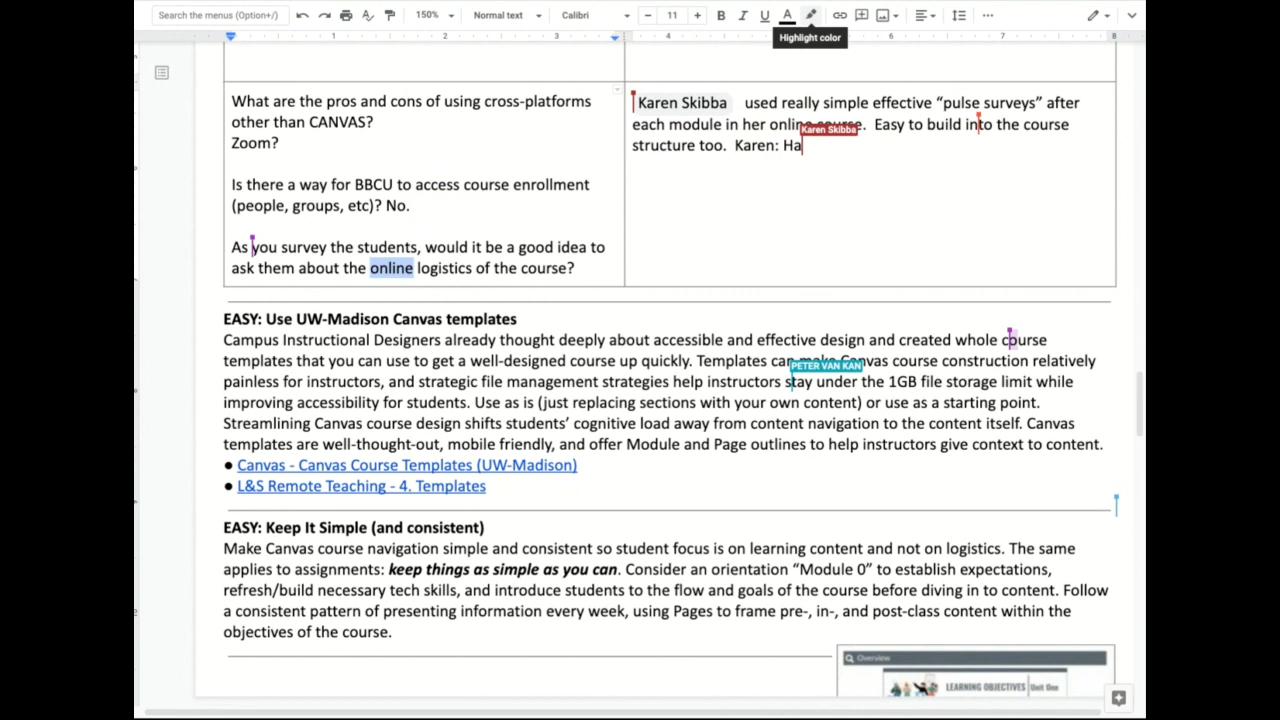 Search the menus (Option+/)
150%
Normal text
Calibri
11
B I U A
Highlight color
1 2 3 4 6 7 8
What are the pros and cons of using cross-platforms
other than CANVAS?
Zoom?
Is there a way for BBCU to access course enrollment
(people, groups, etc)? No.
As you survey the students, would it be a good idea to
ask them about the online logistics of the course?
Karen Skibba used really simple effective “pulse surveys” after
each module in her online course. Easy to build into the course
Karen Skibba
structure too. Karen: Ha
EASY: Use UW-Madison Canvas templates
Campus Instructional Designers already thought deeply about accessible and effective design and created whole course
templates that you can use to get a well-designed course up quickly. Templates can make Canvas course construction relatively
PETER VAN KAN
painless for instructors, and strategic file management strategies help instructors stay under the 1GB file storage limit while
improving accessibility for students. Use as is (just replacing sections with your own content) or use as a starting point.
Streamlining Canvas course design shifts students’ cognitive load away from content navigation to the content itself. Canvas
templates are well-thought-out, mobile friendly, and offer Module and Page outlines to help instructors give context to content.
● Canvas - Canvas Course Templates (UW-Madison)
● L&S Remote Teaching - 4. Templates
EASY: Keep It Simple (and consistent)
Make Canvas course navigation simple and consistent so student focus is on learning content and not on logistics. The same
applies to assignments: keep things as simple as you can. Consider an orientation “Module 0” to establish expectations,
refresh/build necessary tech skills, and introduce students to the flow and goals of the course before diving in to content. Follow
a consistent pattern of presenting information every week, using Pages to frame pre-, in-, and post-class content within the
objectives of the course.
Overview
LEARNING OBJECTIVES Unit One